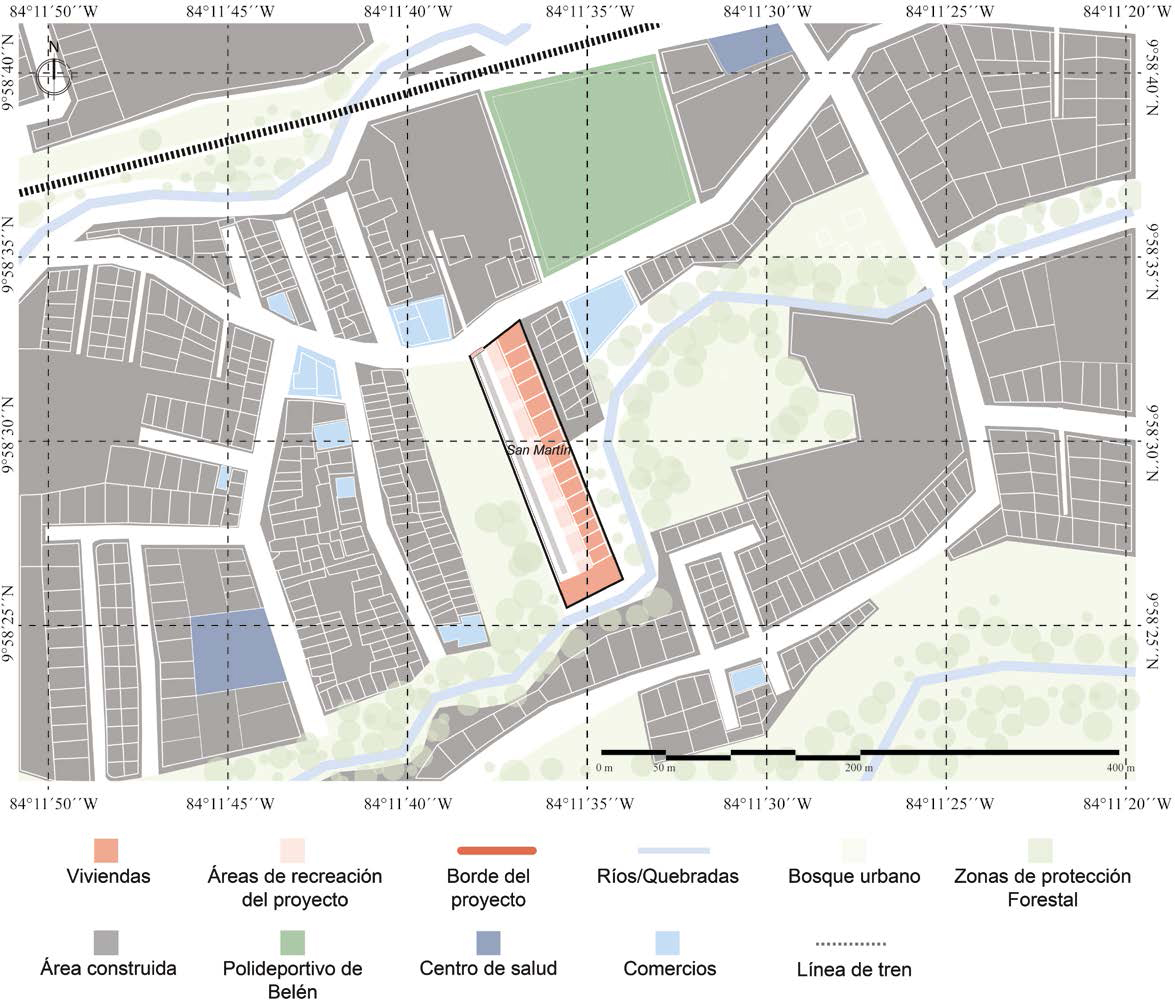 84°11´50´´W 84°11´45´´W 84°11´40´´W 84°11´35´´W 84°11´30´´W 84°11´25´´W 84°11´20´´W
N
9°58´40´´N
9°58´40´´N
9°58´35´´N
9°58´35´´N
9°58´30´´N
San Martín
9°58´30´´N
9°58´25´´N
9°58´25´´N
0 m 50 m 200 m 400 m
84°11´50´´W 84°11´45´´W 84°11´40´´W 84°11´35´´W 84°11´30´´W 84°11´25´´W 84°11´20´´W
Viviendas
Áreas de recreación
del proyecto
Borde del
proyecto
Ríos/Quebradas
Bosque urbano
Zonas de protección
Forestal
Área construida
Polideportivo de
Belén
Centro de salud
Comercios
Línea de tren